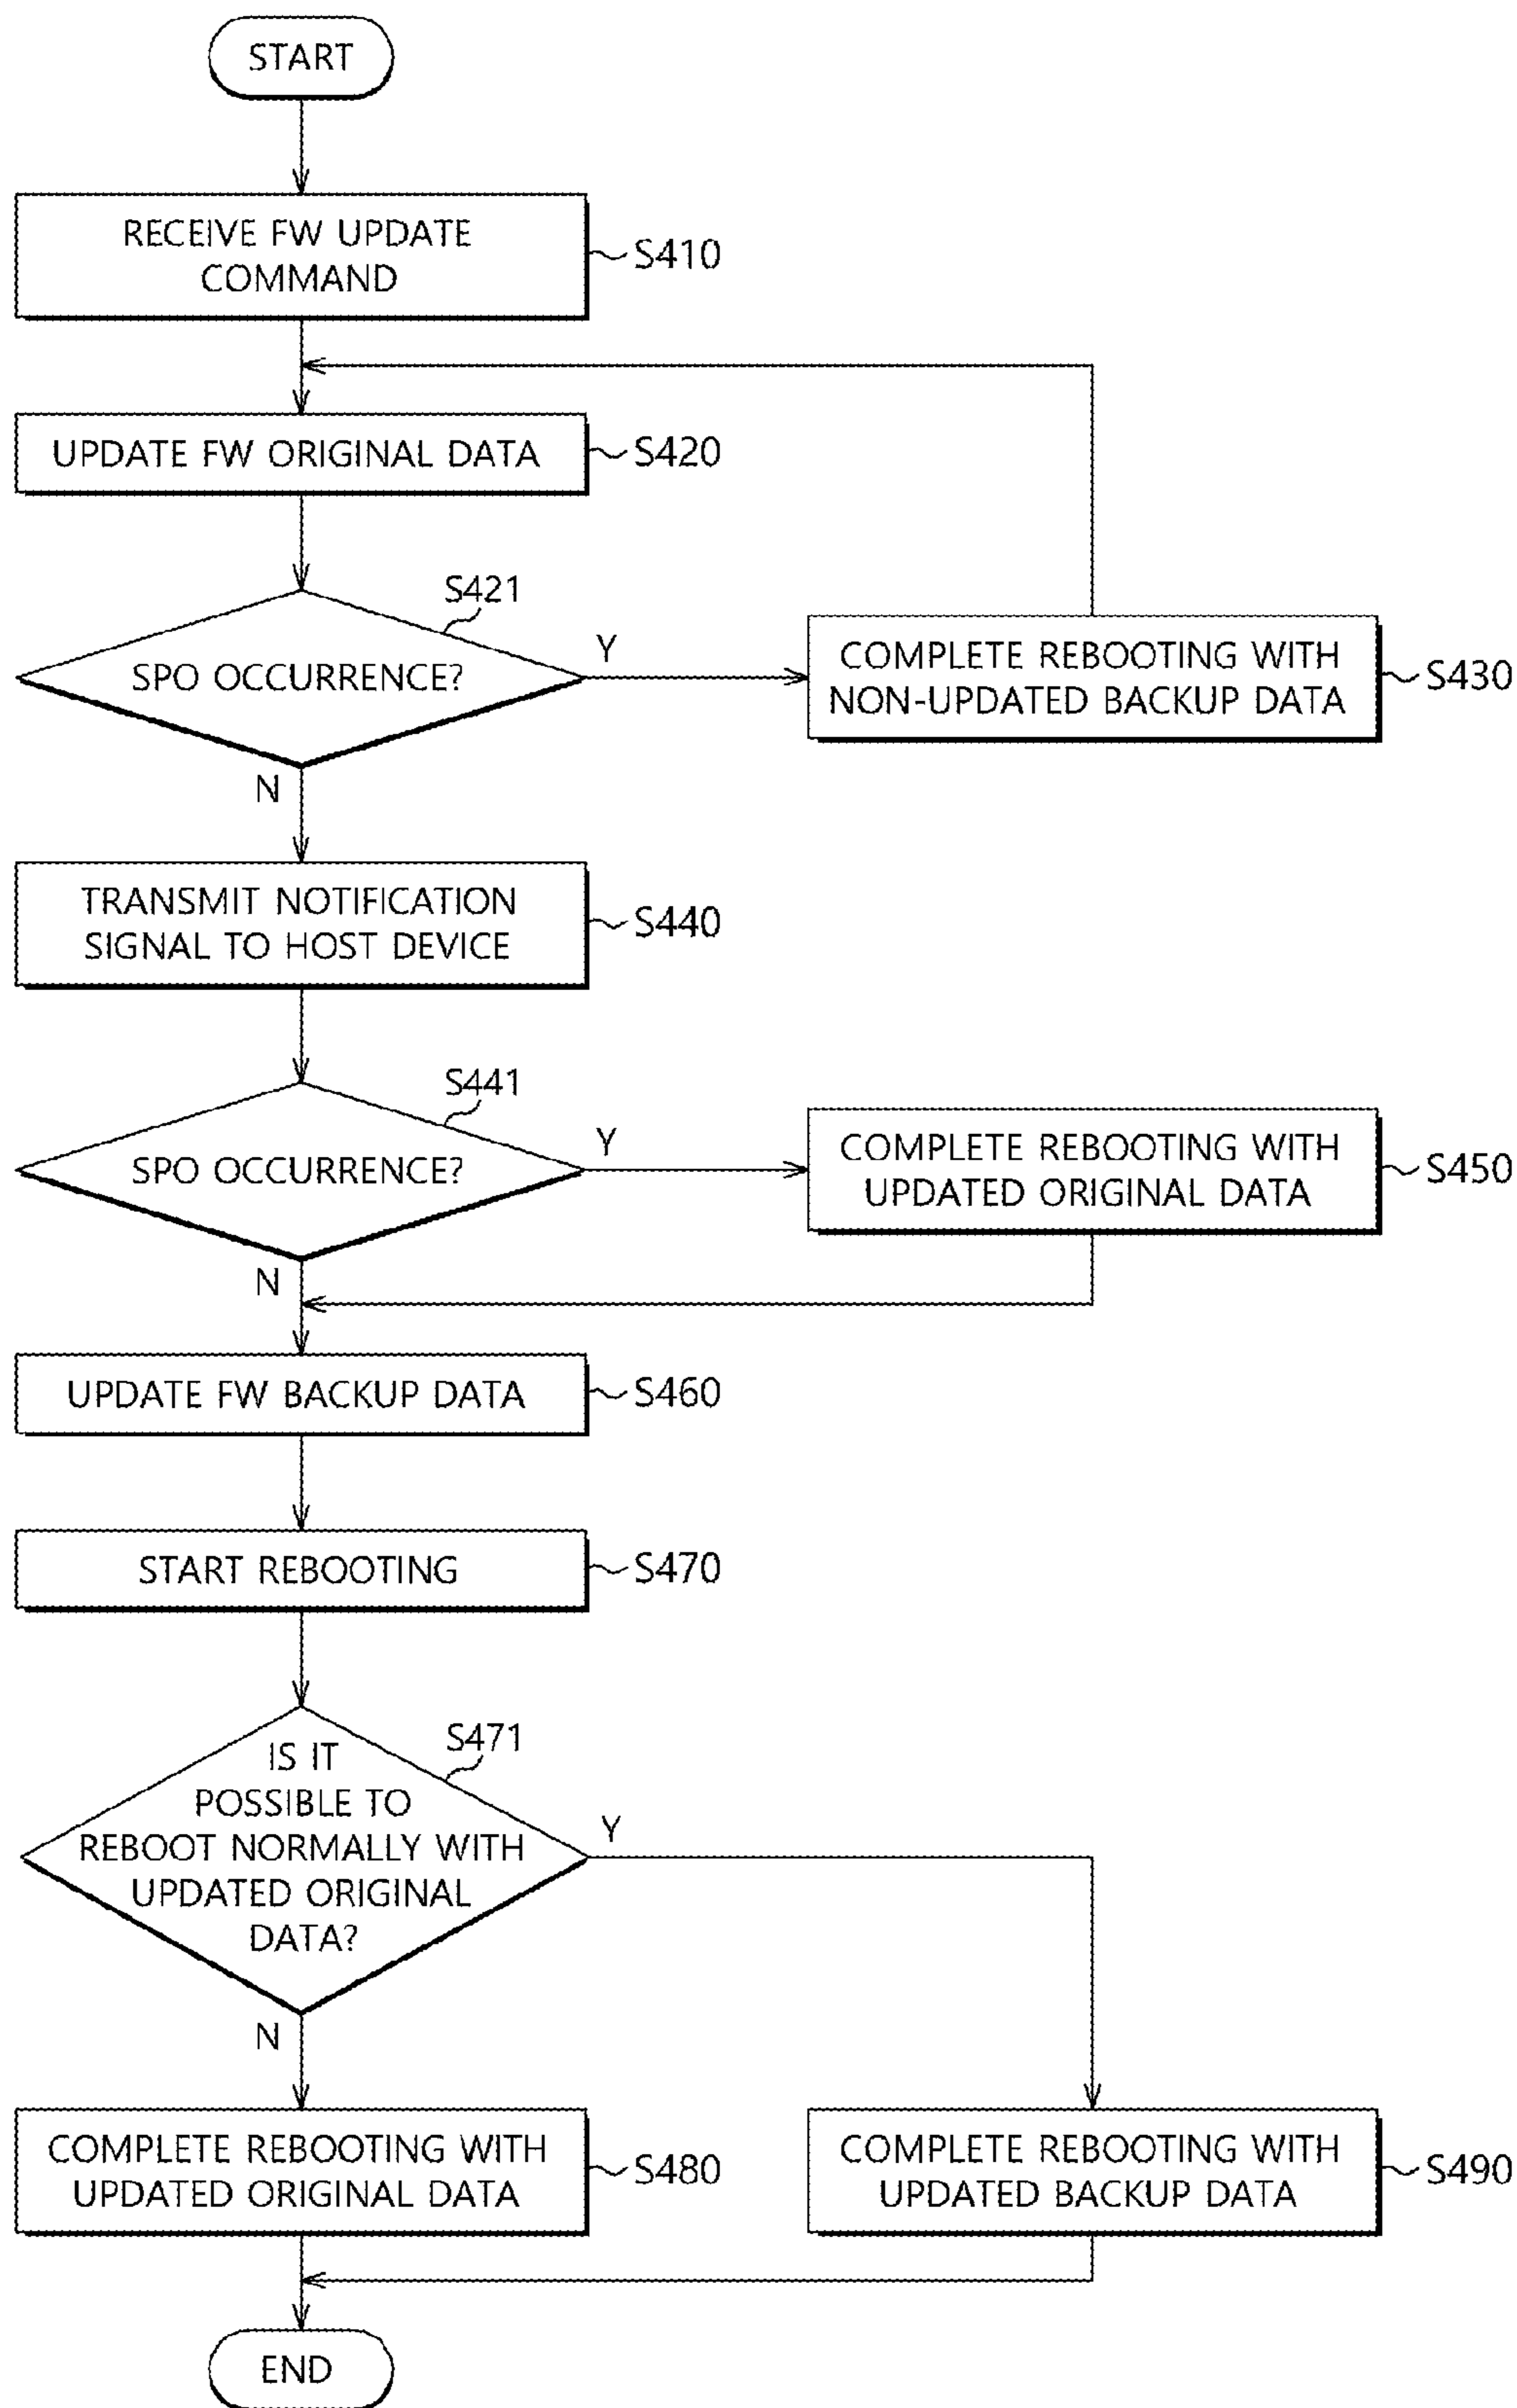 START
RECEIVE FW UPDATE
COMMAND
S410
UPDATE FW ORIGINAL DATA
S420
S421
SPO OCCURRENCE?
Y
N
COMPLETE REBOOTING WITH
NON-UPDATED BACKUP DATA
S430
TRANSMIT NOTIFICATION
SIGNAL TO HOST DEVICE
S440
S441
SPO OCCURRENCE?
Y
N
COMPLETE REBOOTING WITH
UPDATED ORIGINAL DATA
S450
UPDATE FW BACKUP DATA
S460
START REBOOTING
S470
S471
IS IT
POSSIBLE TO
REBOOT NORMALLY WITH
UPDATED ORIGINAL
DATA?
Y
N
COMPLETE REBOOTING WITH
UPDATED ORIGINAL DATA
S480
COMPLETE REBOOTING WITH
UPDATED BACKUP DATA
S490
END